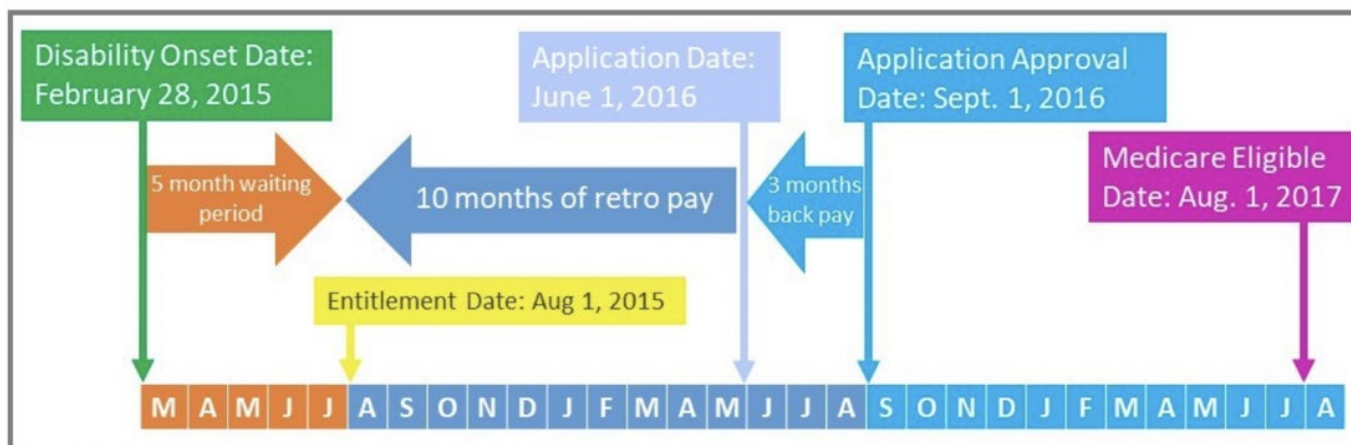 Disability Onset Date:
February 28, 2015
Application Date:
June 1, 2016
Application Approval
Date: Sept. 1, 2016
Medicare Eligible
Date: Aug. 1, 2017
5 month waiting
period
10 months of retro pay
3 months
back pay
Entitlement Date: Aug 1, 2015
M A M J J A S O N D J F M A M J J A S O N D J F M A M J J A